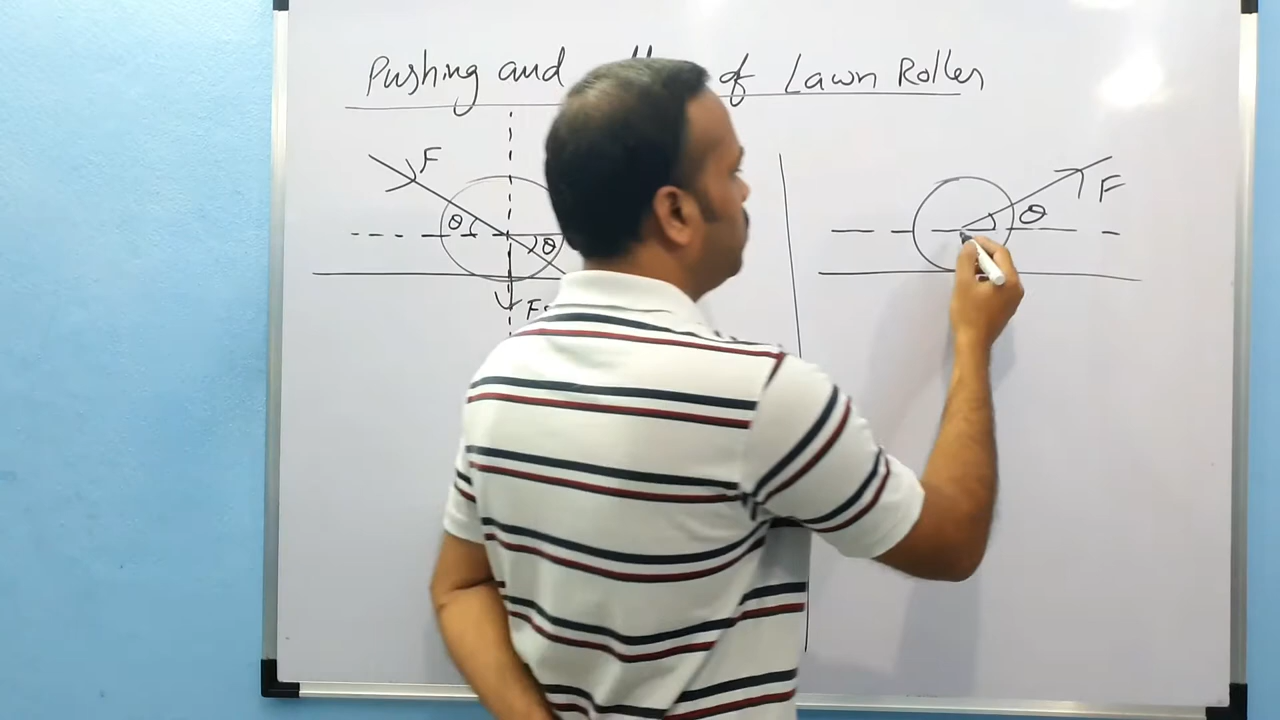 Pushing and of Lawn Roller
F
θ
θ
F
θ